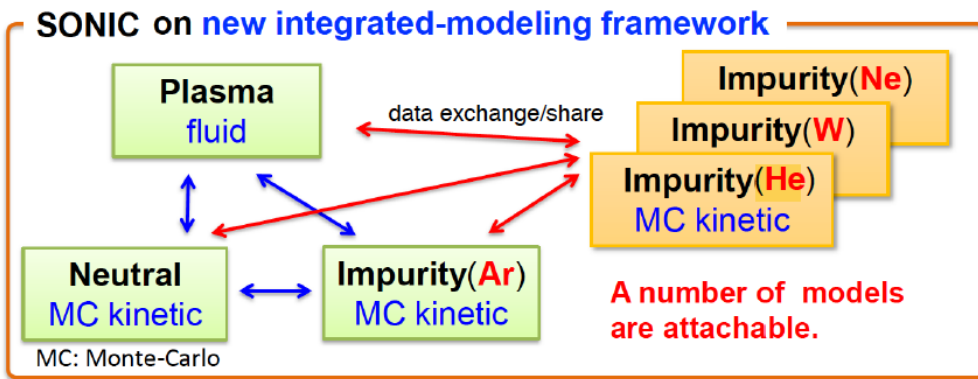 SONIC on new integrated-modeling framework
Plasma
fluid
data exchange/share
Impurity(Ne)
Impurity(W)
Impurity(He)
MC kinetic
Neutral
MC kinetic
Impurity(Ar)
MC kinetic
A number of models
are attachable.
MC: Monte-Carlo